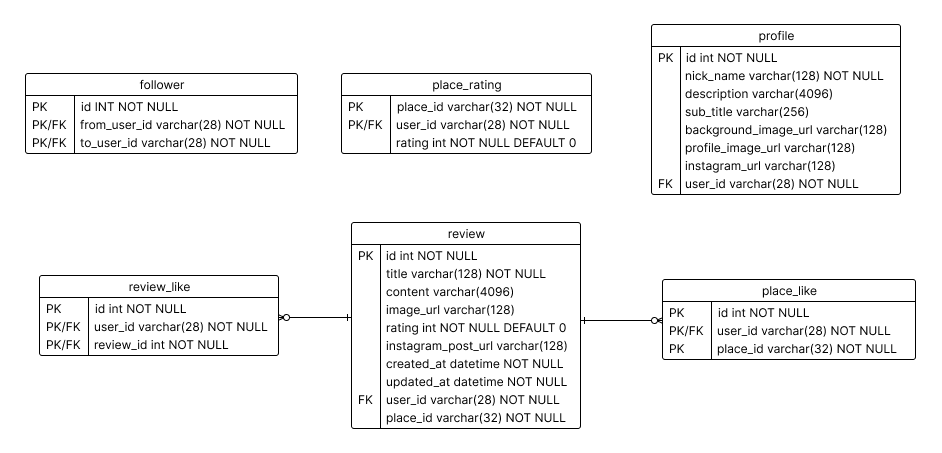 follower
PK id INT NOT NULL
PK/FK from_user_id varchar(28) NOT NULL
PK/FK to_user_id varchar(28) NOT NULL
place_rating
PK place_id varchar(32) NOT NULL
PK/FK user_id varchar(28) NOT NULL
rating int NOT NULL DEFAULT 0
profile
PK id int NOT NULL
nick_name varchar(128) NOT NULL
description varchar(4096)
sub_title varchar(256)
background_image_url varchar(128)
profile_image_url varchar(128)
instagram_url varchar(128)
FK user_id varchar(28) NOT NULL
review_like
PK id int NOT NULL
PK/FK user_id varchar(28) NOT NULL
PK/FK review_id int NOT NULL
review
PK id int NOT NULL
title varchar(128) NOT NULL
content varchar(4096)
image_url varchar(128)
rating int NOT NULL DEFAULT 0
instagram_post_url varchar(128)
created_at datetime NOT NULL
updated_at datetime NOT NULL
FK user_id varchar(28) NOT NULL
place_id varchar(32) NOT NULL
place_like
PK id int NOT NULL
PK/FK user_id varchar(28) NOT NULL
PK place_id varchar(32) NOT NULL